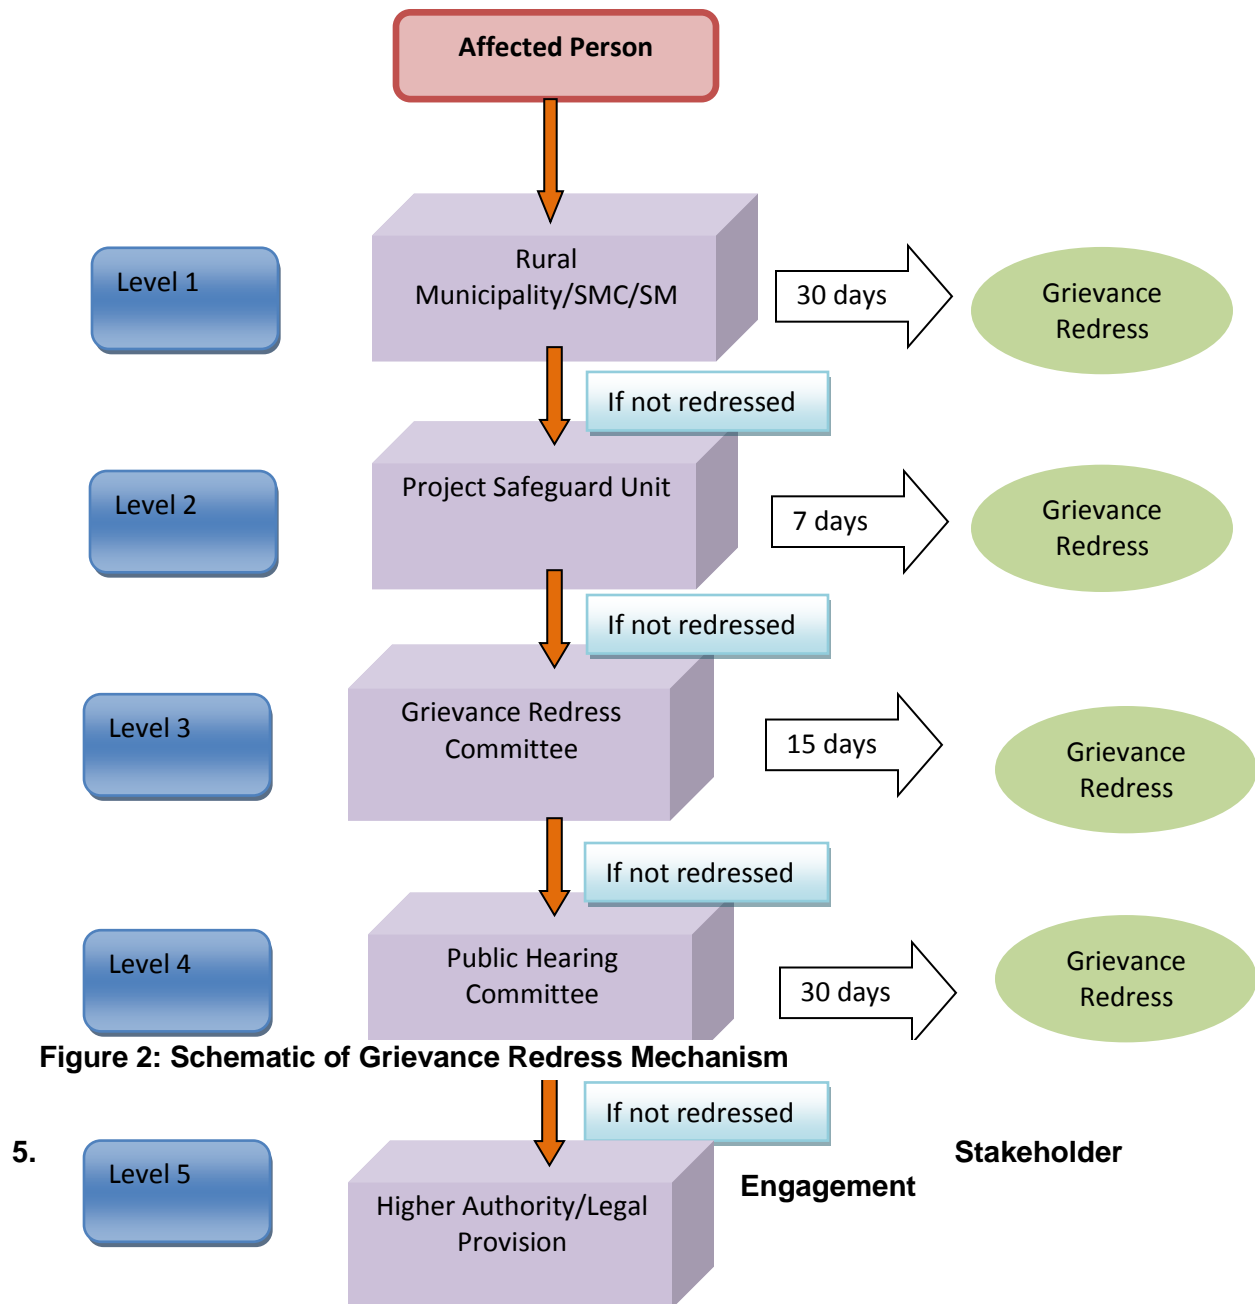 Affected Person
Level 1
Rural
Municipality/SMC/SM
30 days
Grievance
Redress
If not redressed
Level 2
Project Safeguard Unit
7 days
Grievance
Redress
If not redressed
Level 3
Grievance Redress
Committee
15 days
Grievance
Redress
If not redressed
Level 4
Public Hearing
Committee
30 days
Grievance
Redress
Figure 2: Schematic of Grievance Redress Mechanism
If not redressed
5. Stakeholder
Engagement
Level 5
Higher Authority/Legal
Provision